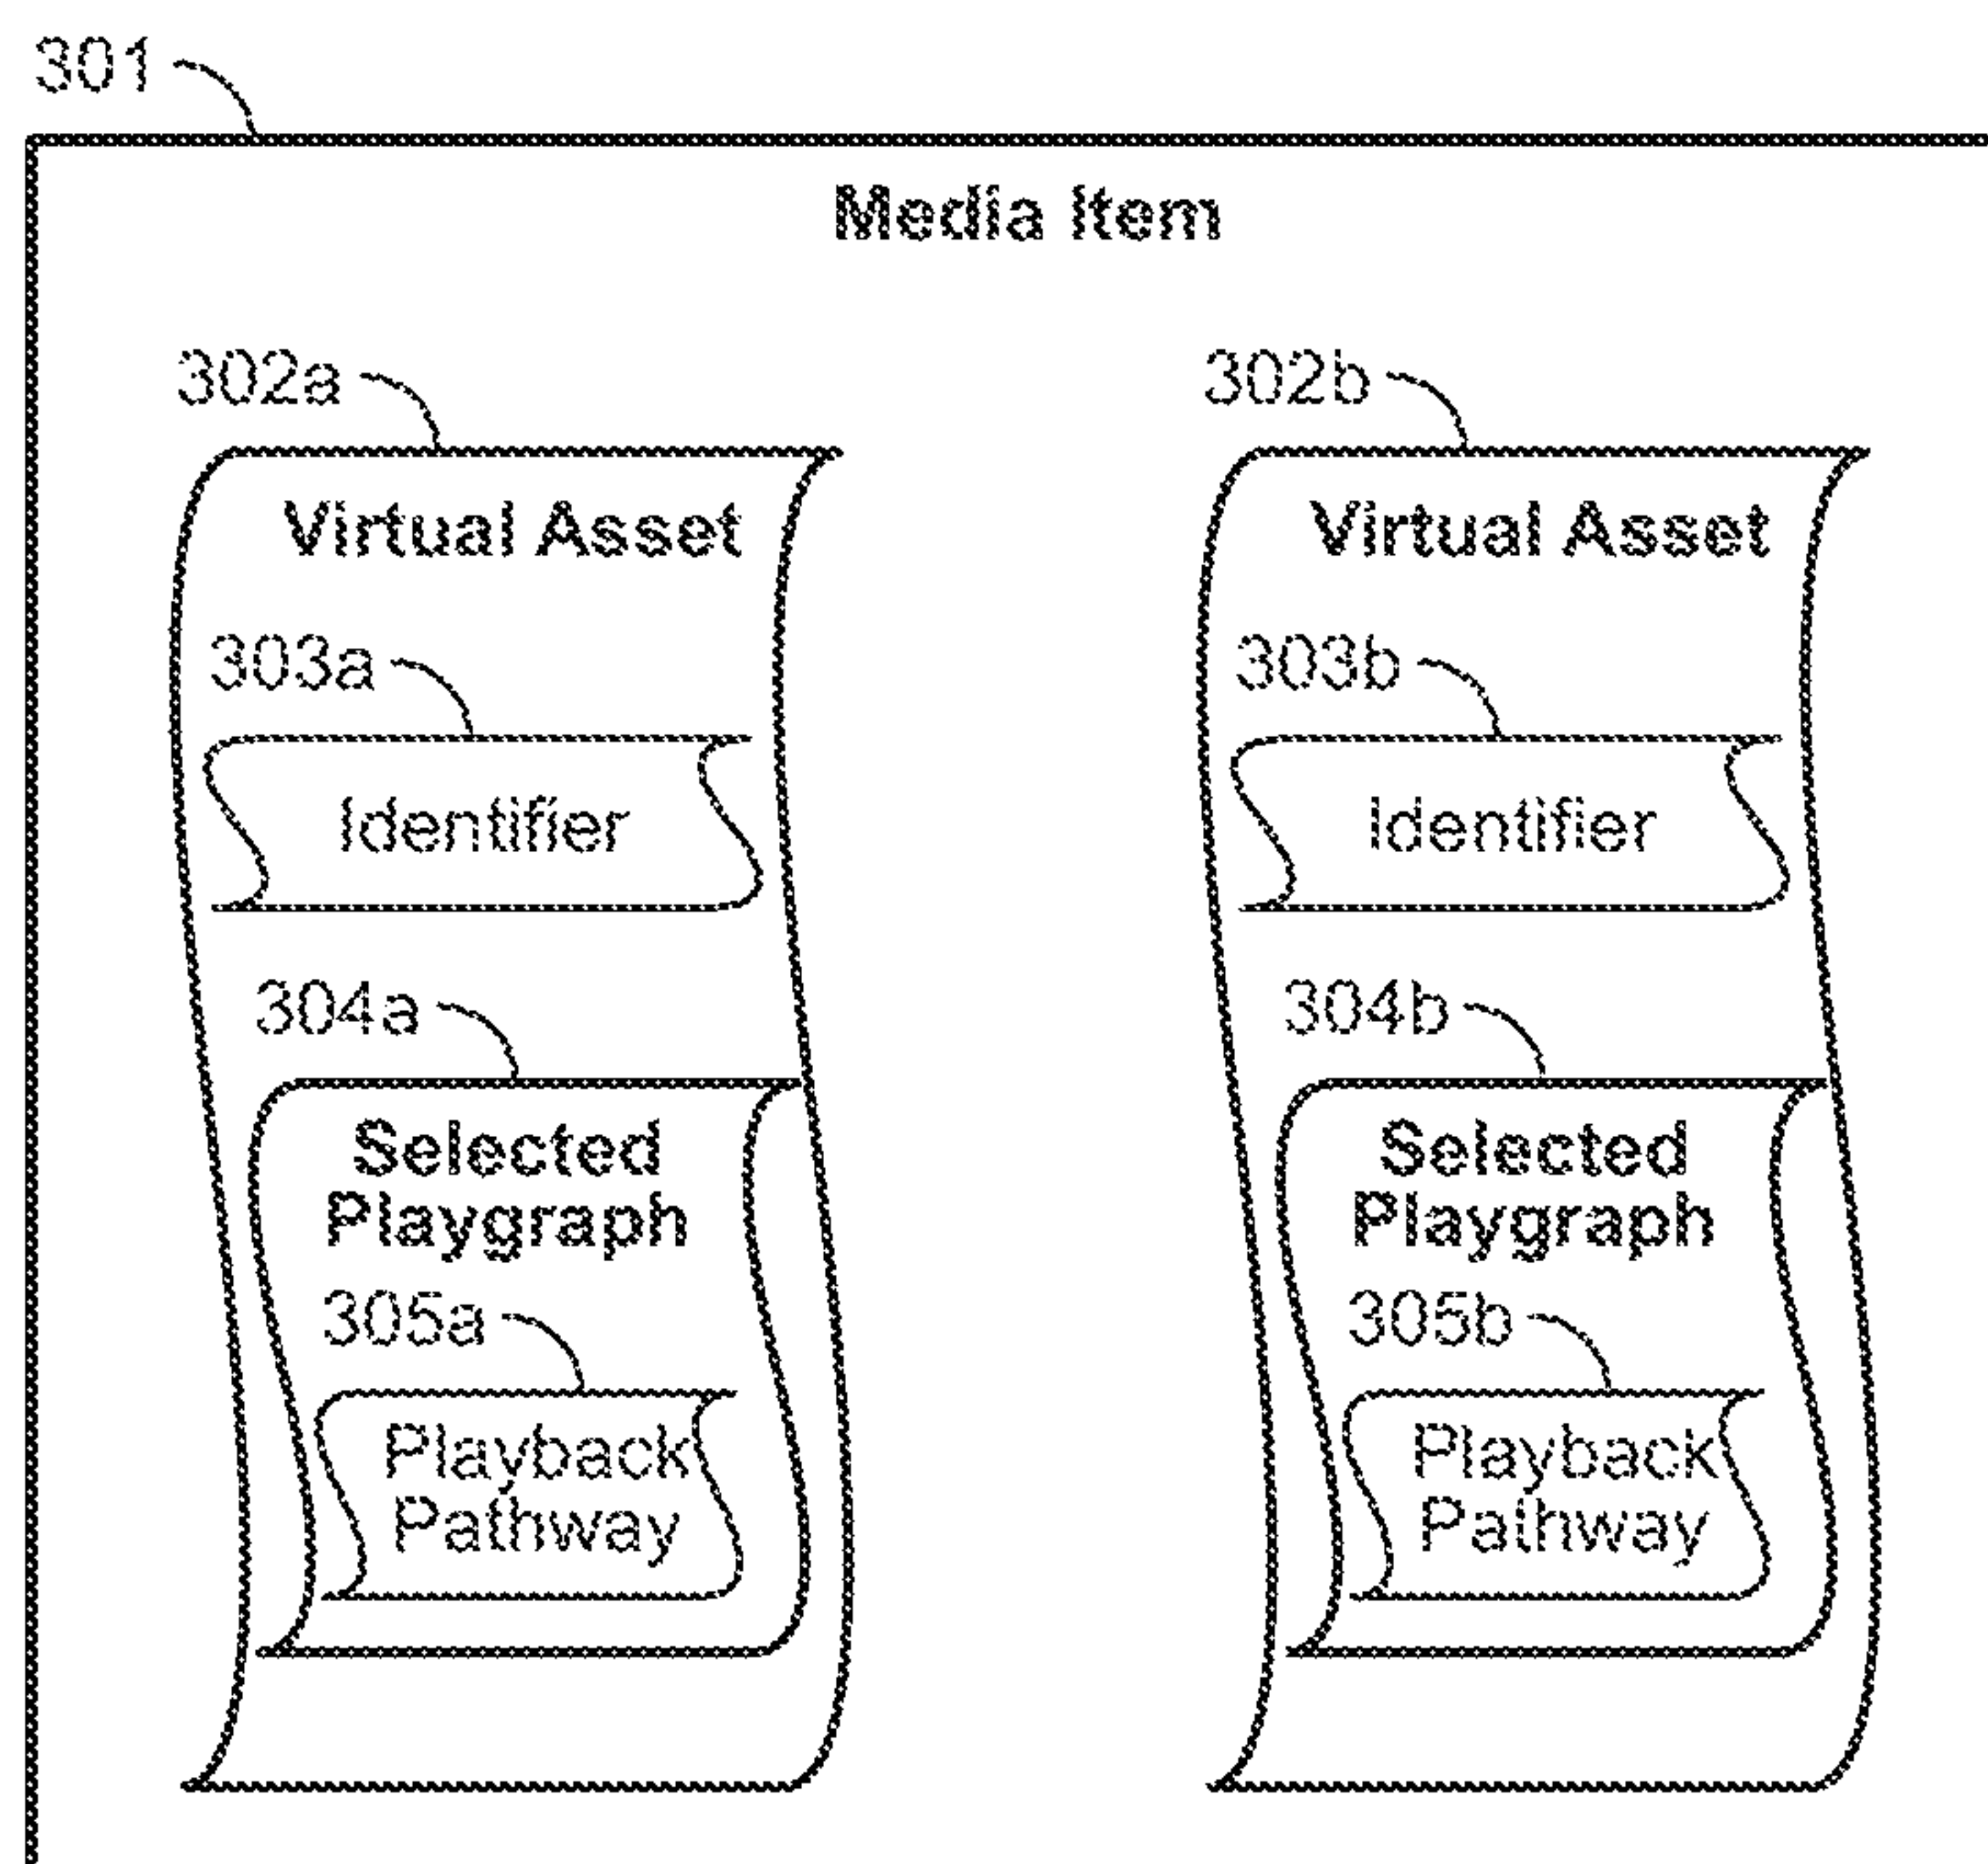 301
Media Item
302a
302b
Virtual Asset
Virtual Asset
303a
303b
Identifier
Identifier
304a
304b
Selected
Playgraph
Selected
Playgraph
305a
305b
Playback
Pathway
Playback
Pathway